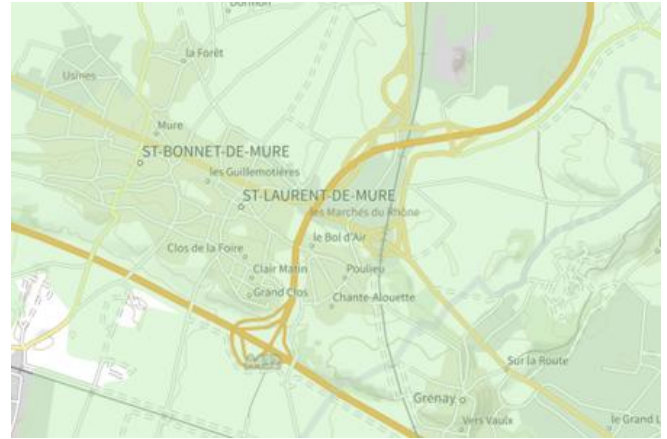 la Forêt
Usines
Mure
ST-BONNET-DE-MURE
les Guillemotières
ST-LAURENT-DE-MURE
les Marchés du Rhône
le Bol d'Air
Clos de la Foire
Clair Matin
Poulieu
Grand Clos
Chante-Alouette
Sur la Route
Grenay
Vers Vaulx
le Grand L